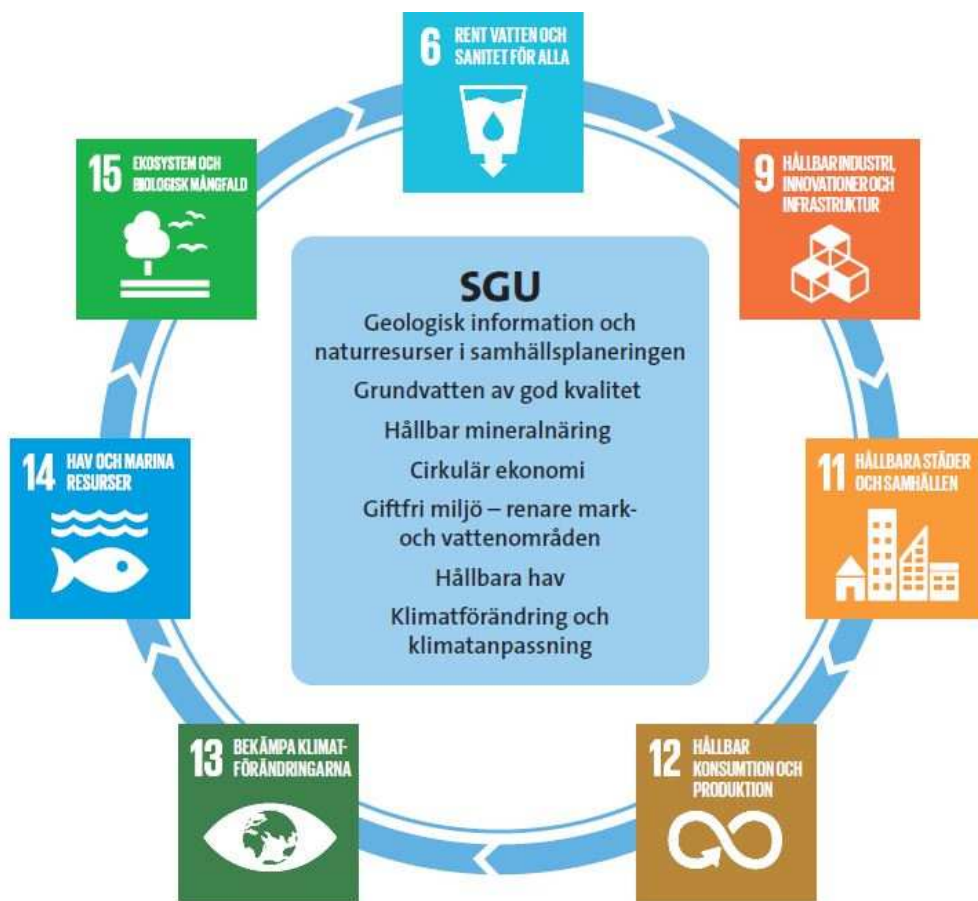 6 RENT VATTEN OCH
SANITET FÖR ALLA
9 HÅLLBAR INDUSTRI,
INNOVATIONER OCH
INFRASTRUKTUR
11 HÅLLBARA STÄDER
OCH SAMHÄLLEN
12 HÅLLBAR
KONSUMTION OCH
PRODUKTION
13 BEKÄMPA KLIMAT-
FÖRÄNDRINGARNA
14 HAV OCH MARINA
RESURSER
15 EKOSYSTEM OCH
BIOLOGISK MÅNGFALD
SGU
Geologisk information och
naturresurser i samhällsplaneringen
Grundvatten av god kvalitet
Hållbar mineralnäring
Cirkulär ekonomi
Giftfri miljö – renare mark-
och vattenområden
Hållbara hav
Klimatförändring och
klimatanpassning